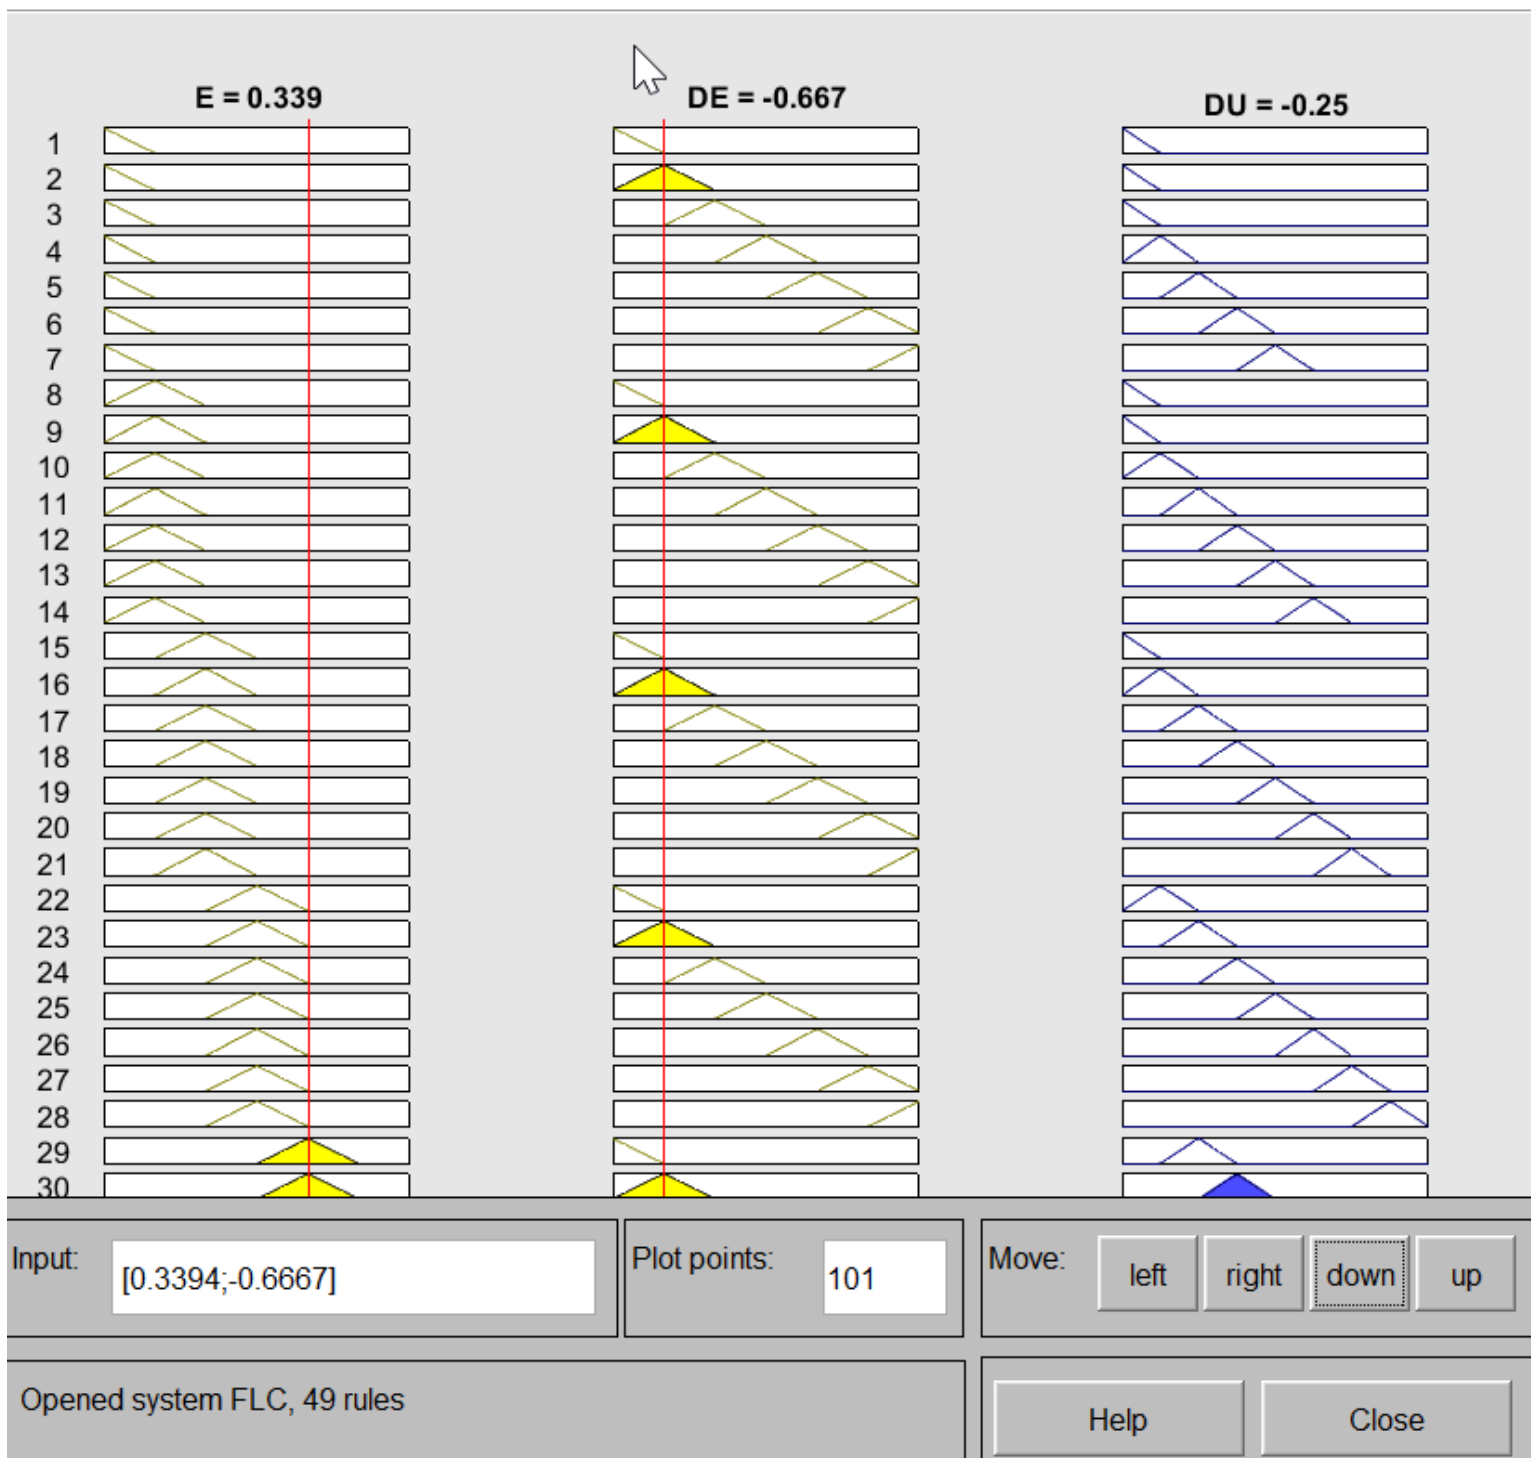 E = 0.339
DE = -0.667
DU = -0.25
1
2
3
4
5
6
7
8
9
10
11
12
13
14
15
16
17
18
19
20
21
22
23
24
25
26
27
28
29
30
Input:
[0.3394;-0.6667]
Plot points:
101
Move:
left
right
down
up
Opened system FLC, 49 rules
Help
Close